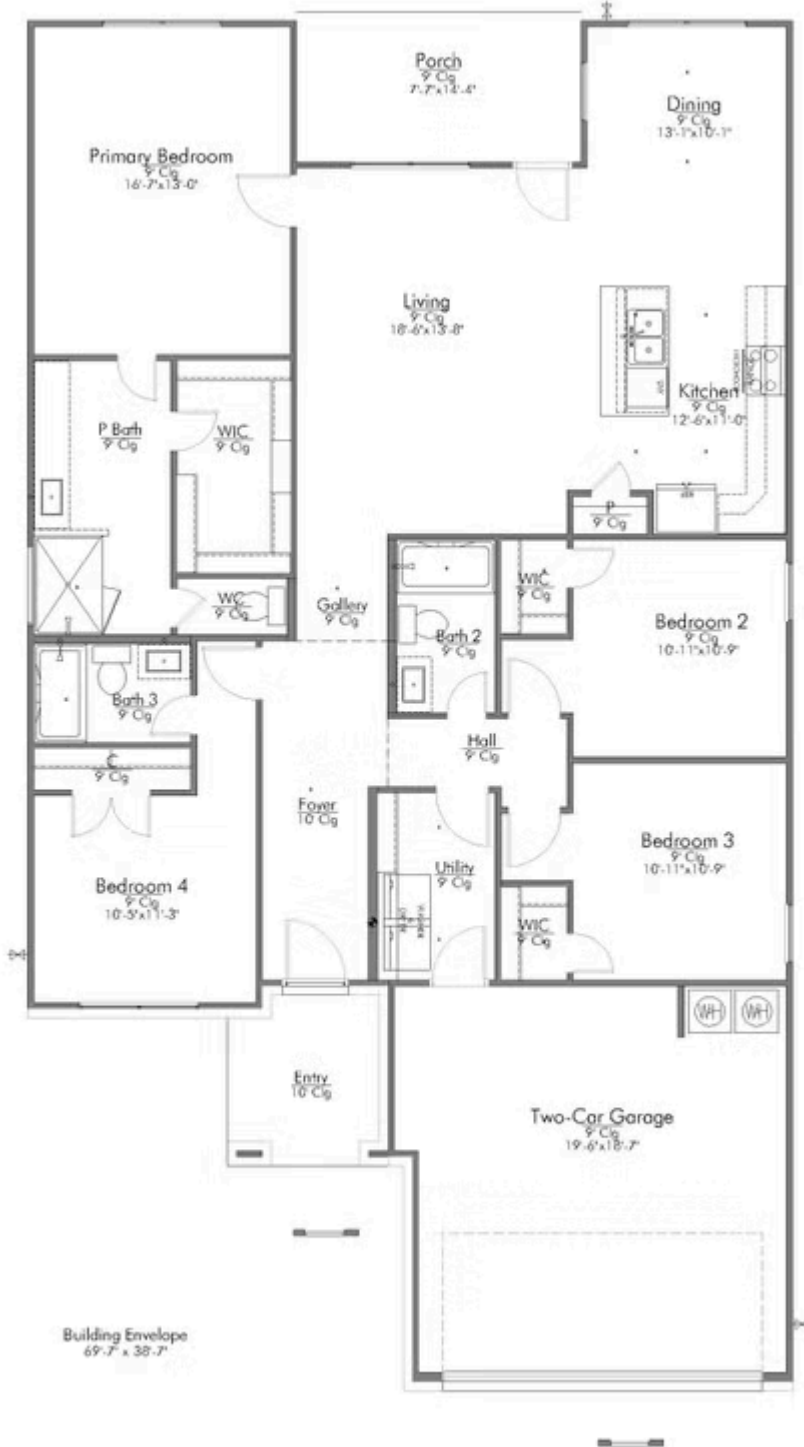 Porch
9' Clg
7'-7"x14'-4"
Dining
9' Clg
13'-1"x10'-1"
Primary Bedroom
9' Clg
16'-7"x13'-0"
Living
9' Clg
18'-6"x13'-8"
Kitchen
9' Clg
12'-6"x11'-0"
P Bath
9' Clg
WIC
9' Clg
P
9' Clg
WC
9' Clg
Gallery
9' Clg
Bath 2
9' Clg
WIC
9' Clg
Bedroom 2
9' Clg
10'-11"x10'-9"
Bath 3
9' Clg
Hall
9' Clg
C
9' Clg
Foyer
10' Clg
Bedroom 3
9' Clg
10'-11"x10'-9"
Utility
9' Clg
Bedroom 4
9' Clg
10'-5"x11'-3"
WIC
9' Clg
WH
WH
Entry
10' Clg
Two-Car Garage
9' Clg
19'-6"x18'-7"
Building Envelope
69'-7" x 38'-7"